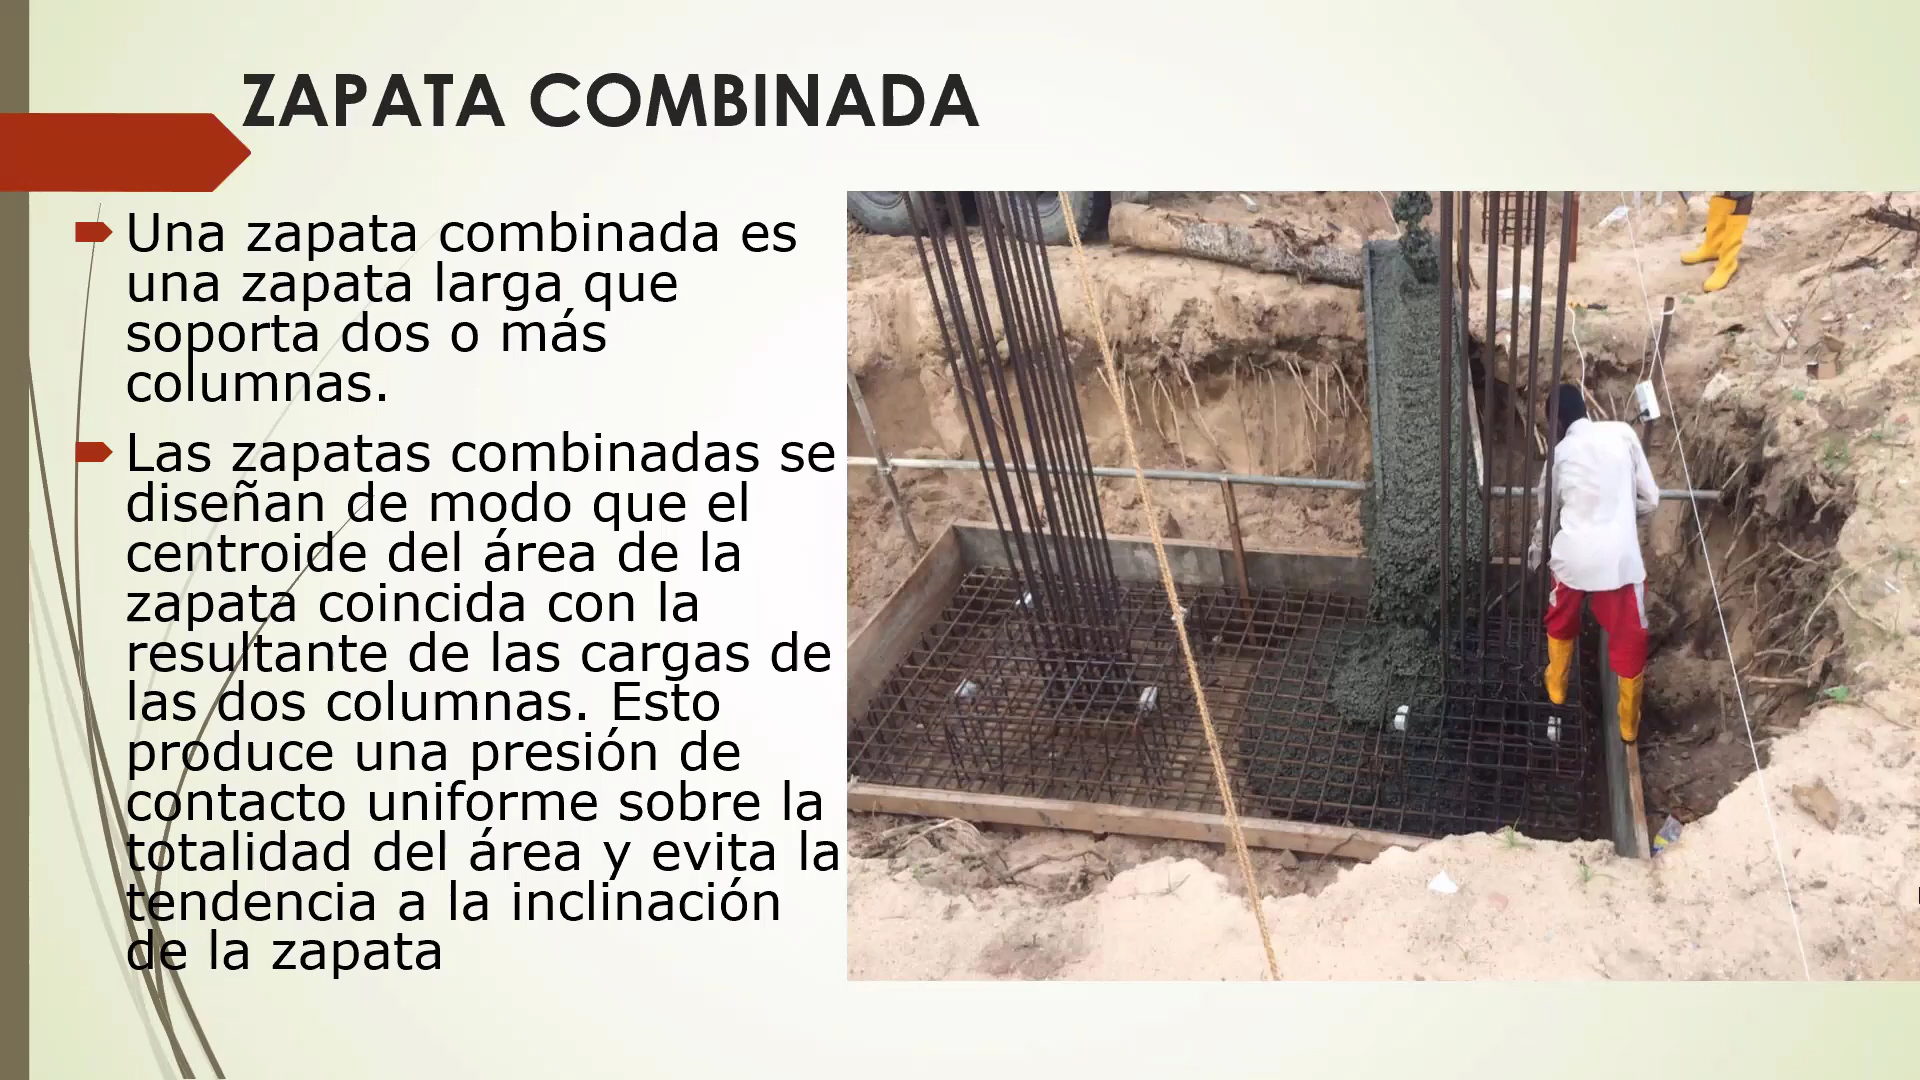 ZAPATA COMBINADA
Una zapata combinada es
una zapata larga que
soporta dos o más
columnas.
Las zapatas combinadas se
diseñan de modo que el
centroide del área de la
zapata coincida con la
resultante de las cargas de
las dos columnas. Esto
produce una presión de
contacto uniforme sobre la
totalidad del área y evita la
tendencia a la inclinación
de la zapata